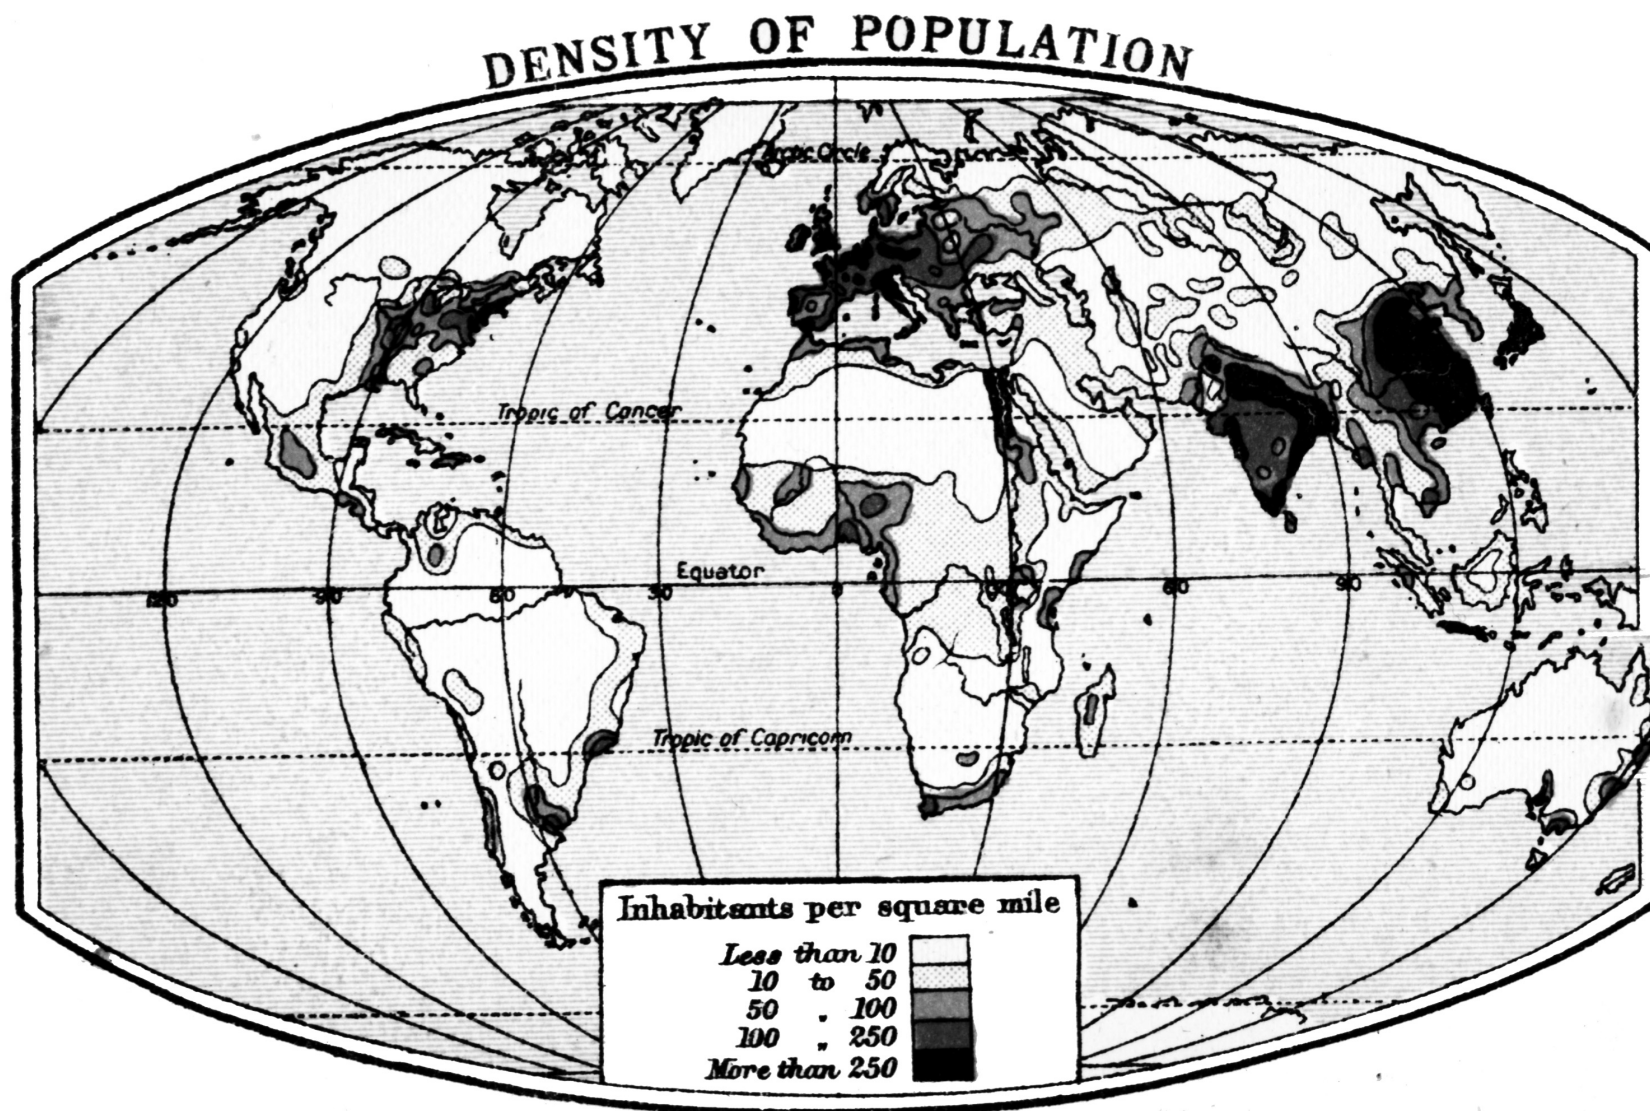 DENSITY OF POPULATION
Arctic Circle
Tropic of Cancer
Equator
120 90 60 30 0 60 90
Tropic of Capricorn
Inhabitants per square mile
Less than 10
10 to 50
50 „ 100
100 „ 250
More than 250